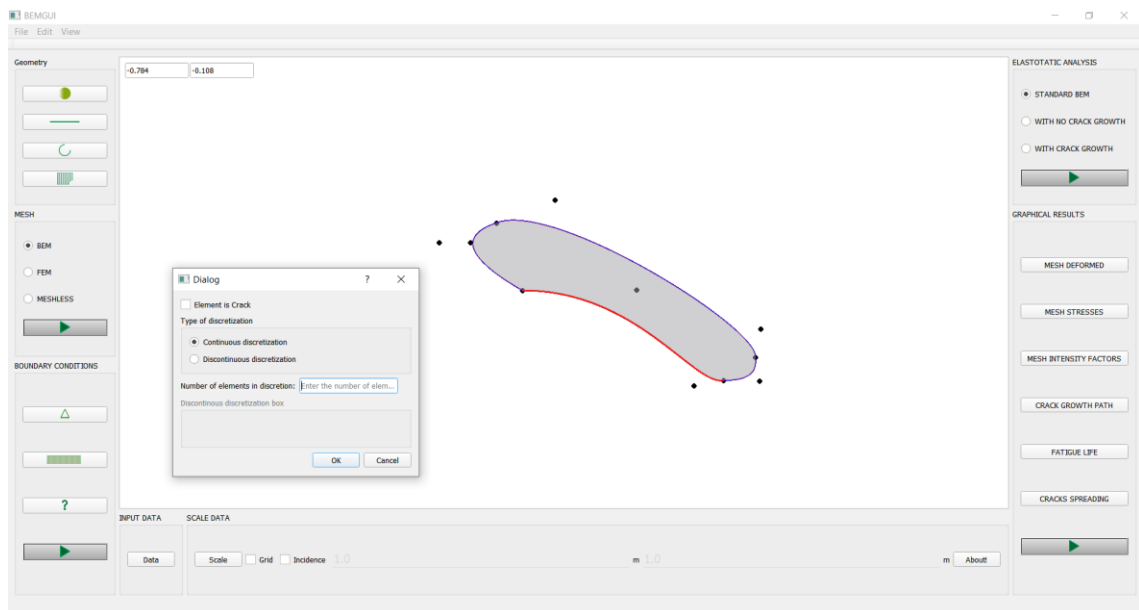 BEMGUI
File Edit View
Geometry
-0.784 -0.108
MESH
BEM
FEM
MESHLESS
BOUNDARY CONDITIONS
?
Dialog ?
Element is Crack
Type of discretization
Continuous discretization
Discontinuous discretization
Number of elements in discretion: Enter the number of elem...
Discontinous discretization box
OK Cancel
INPUT DATA SCALE DATA
Data Scale Grid Incidence 1.0 m 1.0 m About!
ELASTOTATIC ANALYSIS
STANDARD BEM
WITH NO CRACK GROWTH
WITH CRACK GROWTH
GRAPHICAL RESULTS
MESH DEFORMED
MESH STRESSES
MESH INTENSITY FACTORS
CRACK GROWTH PATH
FATIGUE LIFE
CRACKS SPREADING